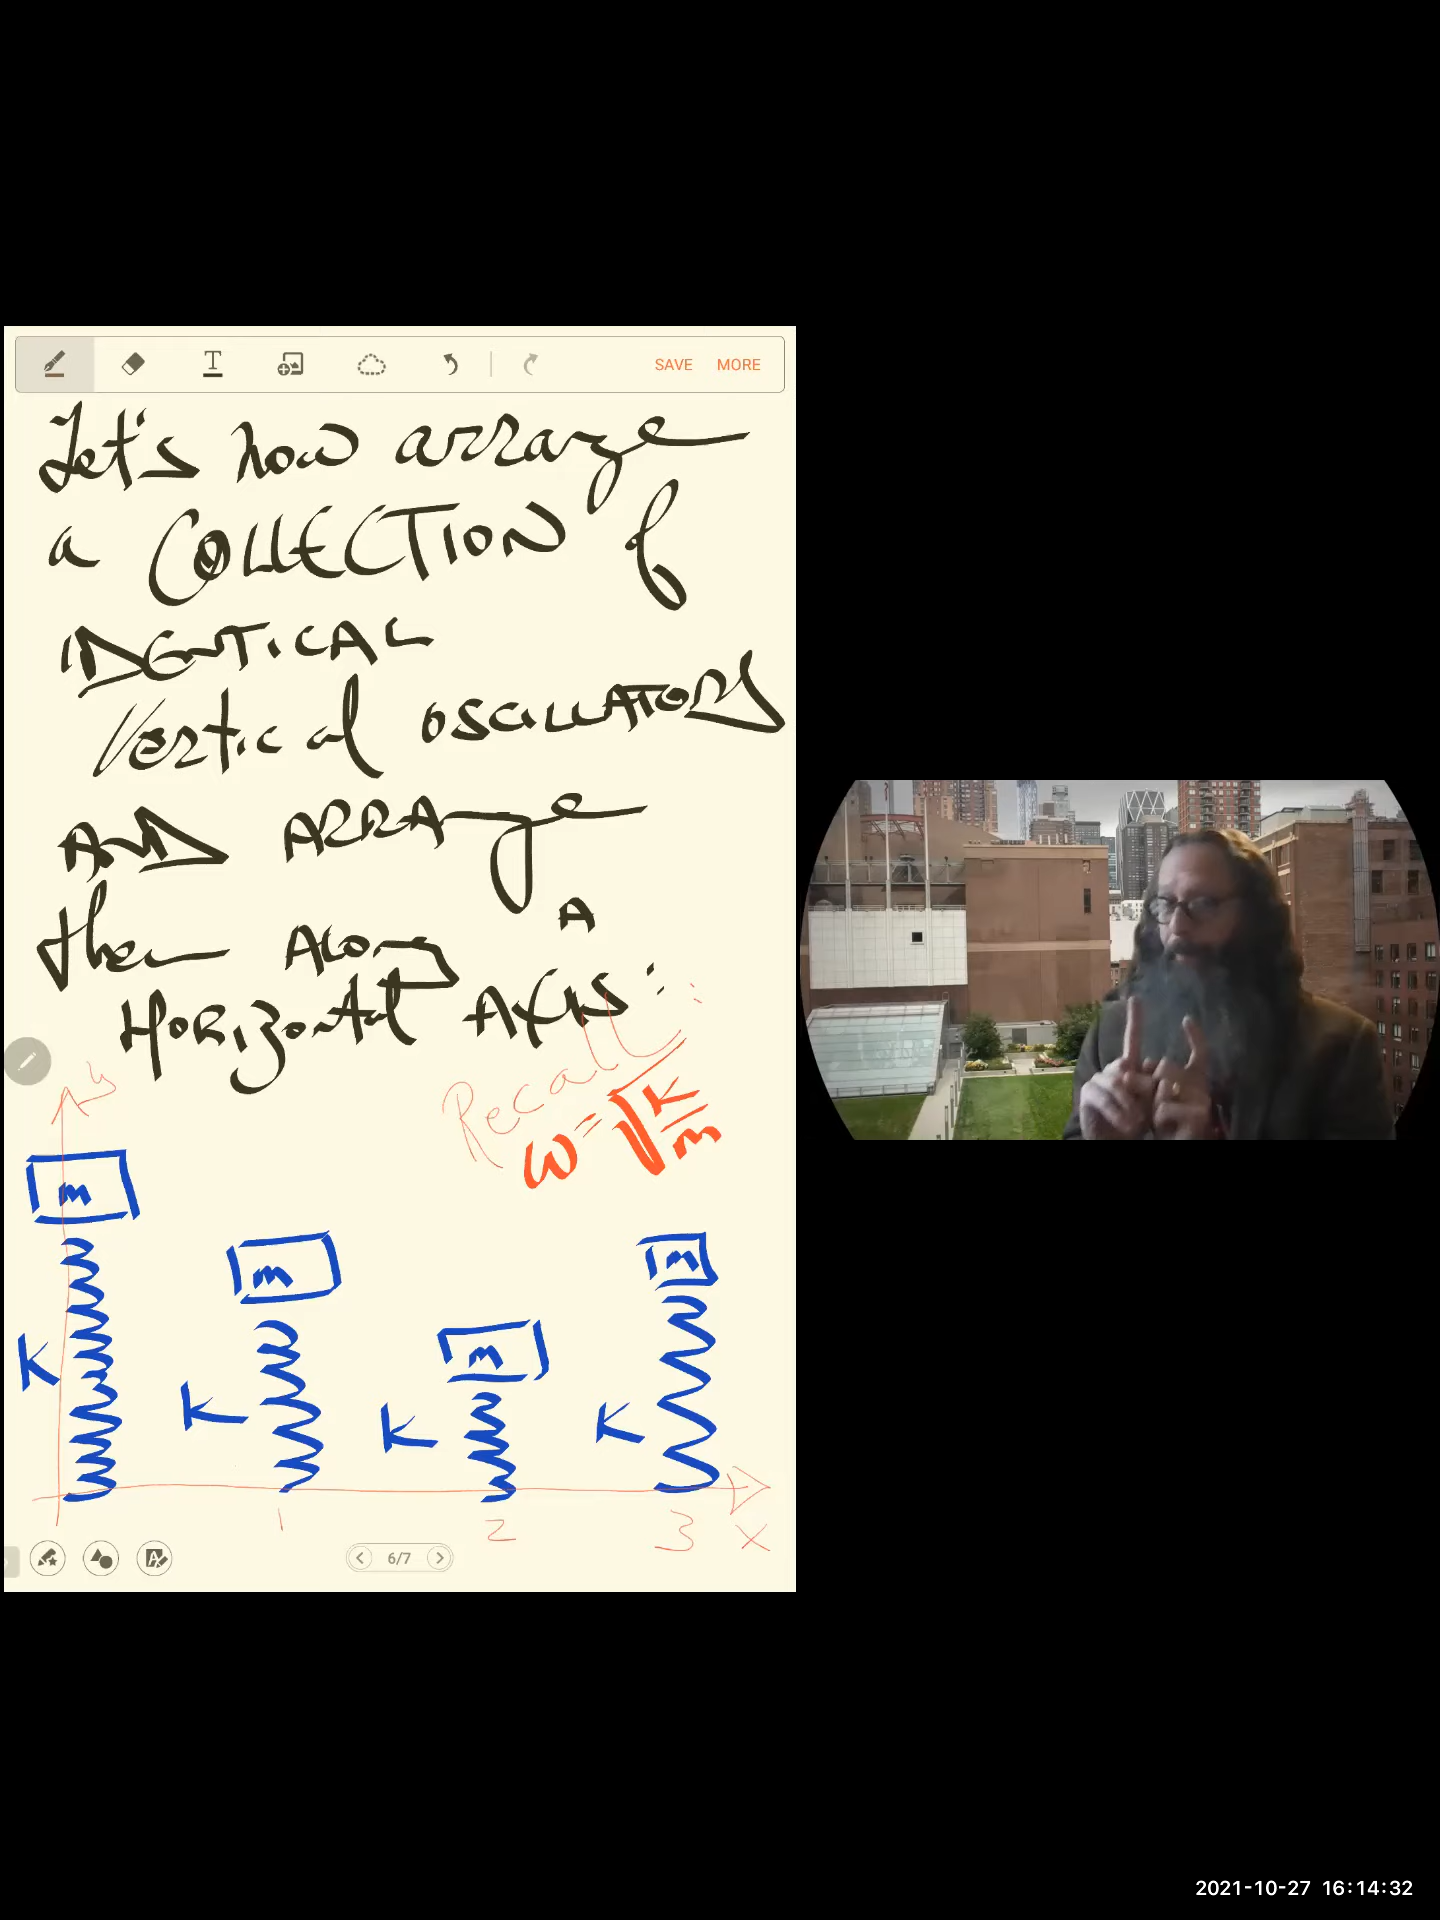 SAVE MORE
Let's now arrange
a COLLECTION of
IDENTICAL
Vertical OSCILLATORY
AND ARRAnge
them Along A
HORIZontal AXIS:
Recall:
ω = √K/m
y
m
m
m
m
K
K
K
K
1 2 3 X
6/7
2021-10-27 16:14:32